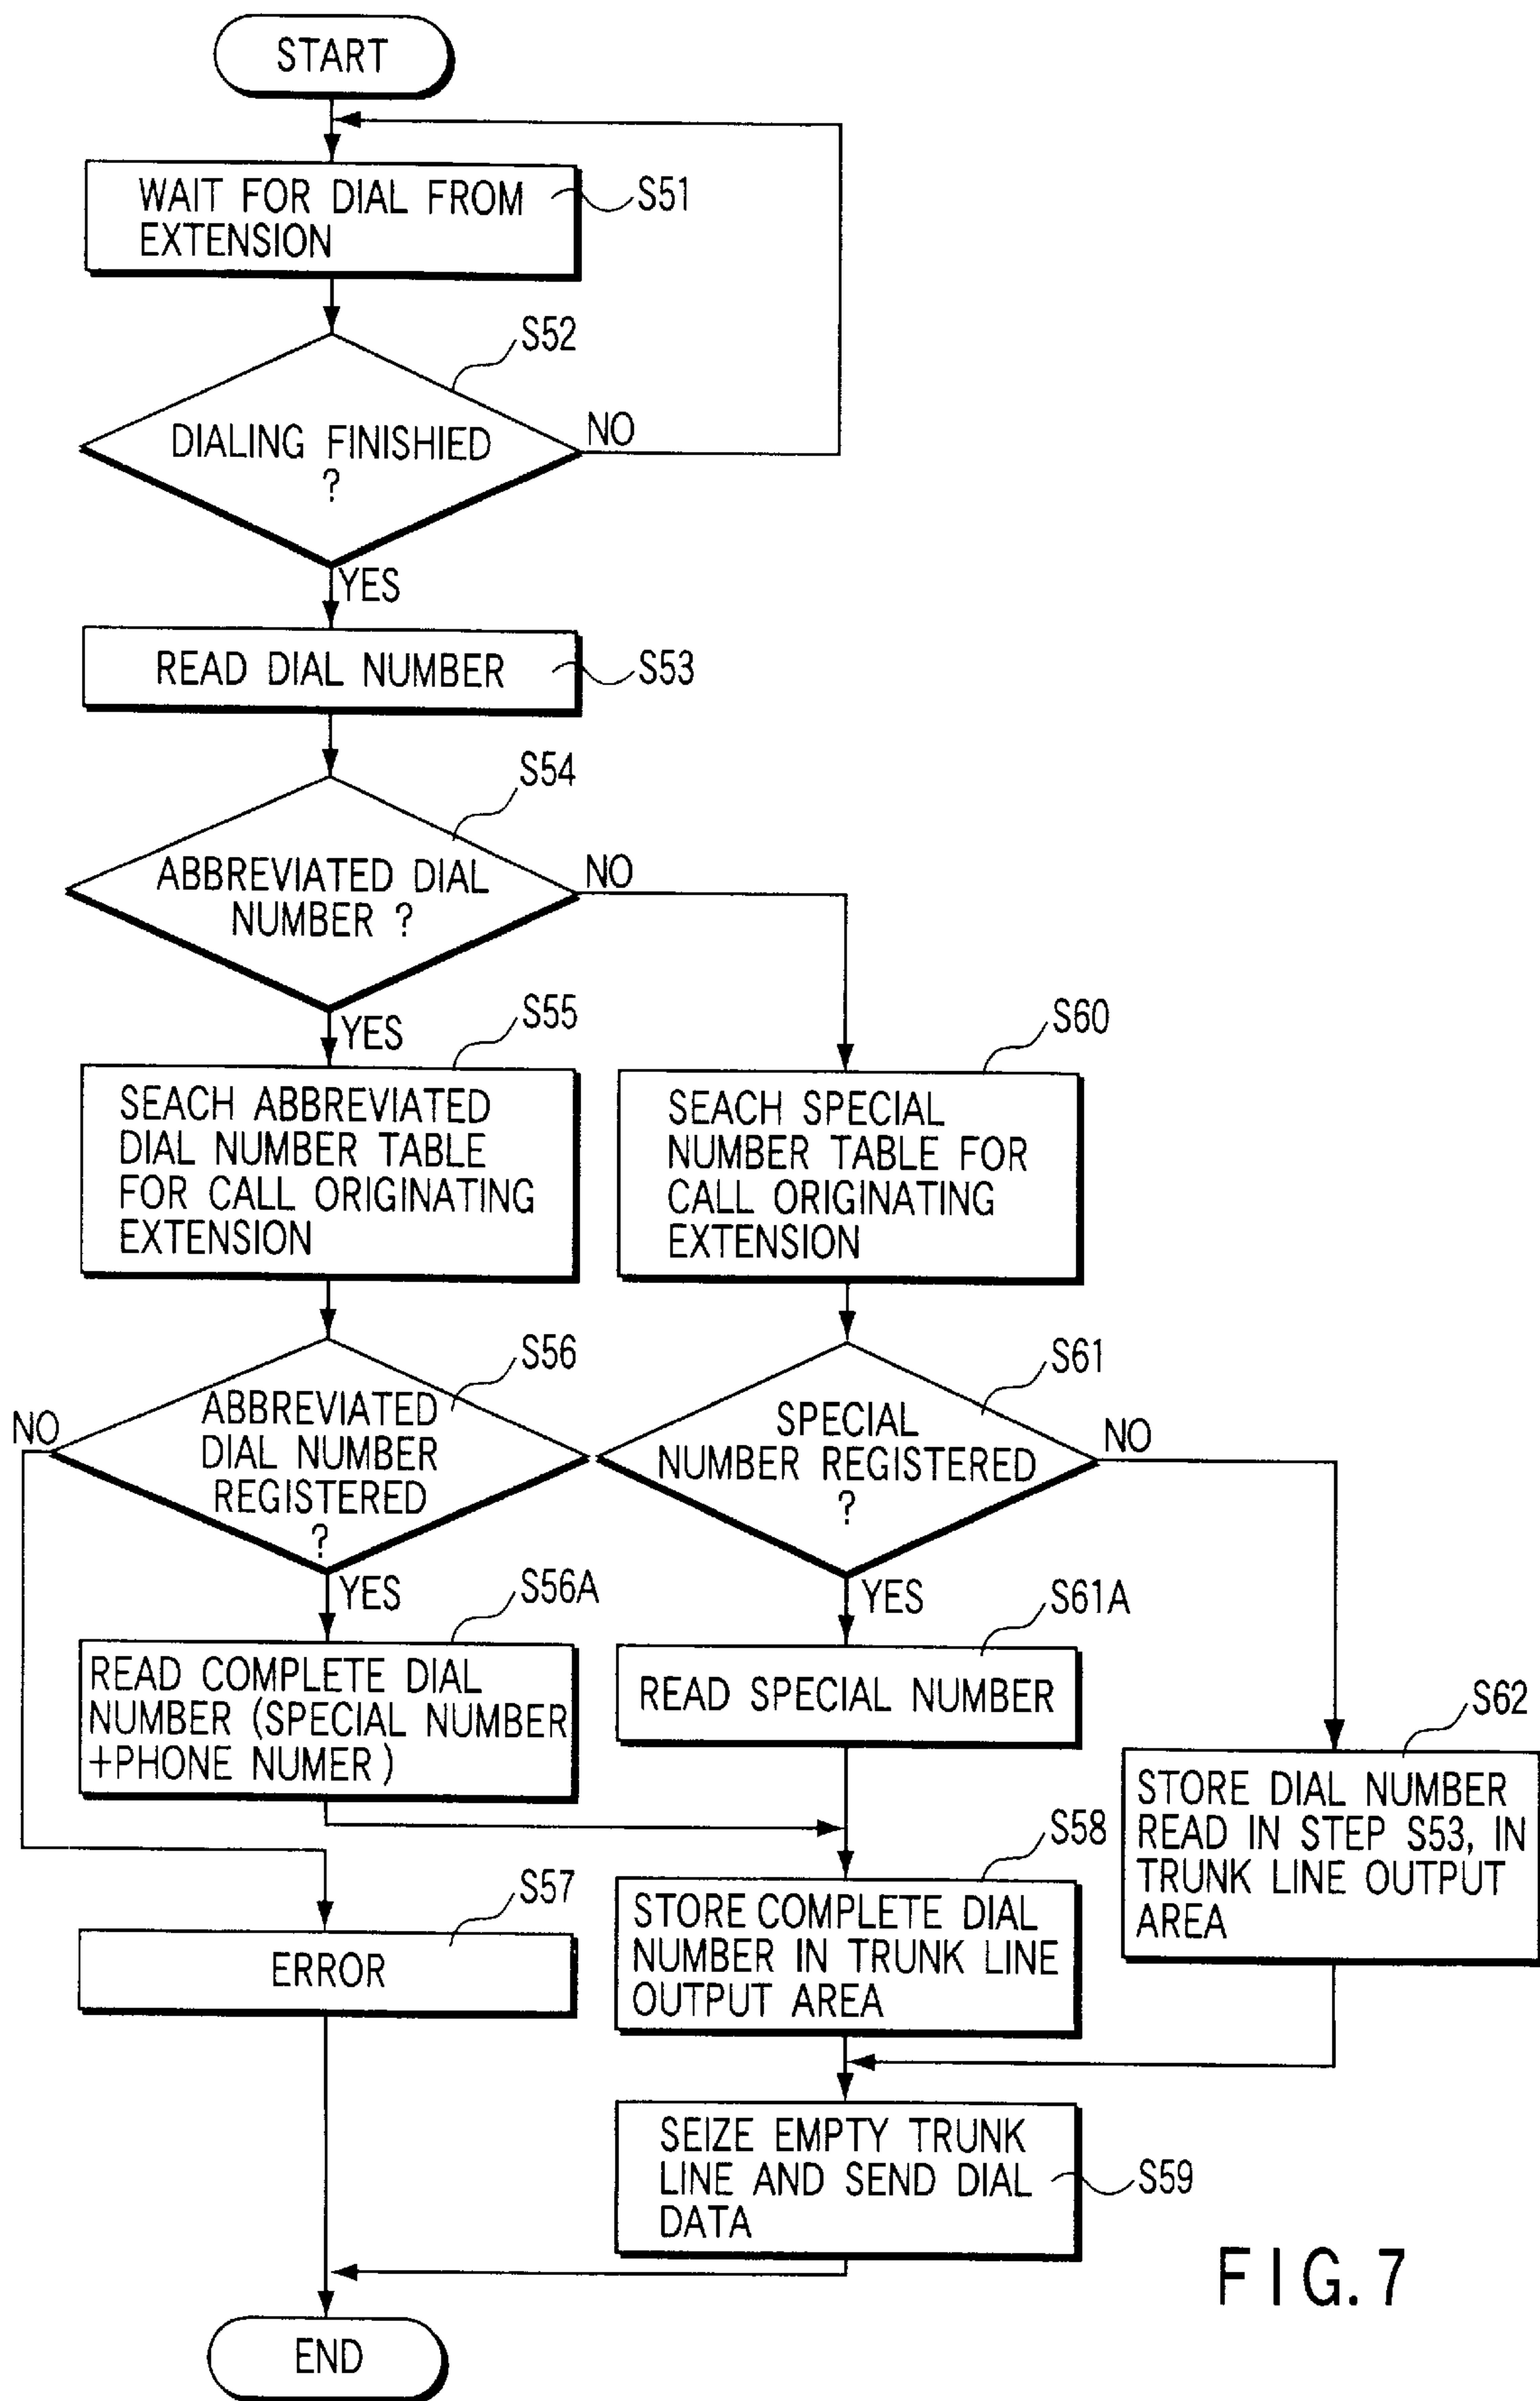 START
WAIT FOR DIAL FROM
EXTENSION
S51
S52
DIALING FINISHIED
?
NO
YES
READ DIAL NUMBER
S53
S54
ABBREVIATED DIAL
NUMBER ?
NO
YES
S55
SEACH ABBREVIATED
DIAL NUMBER TABLE
FOR CALL ORIGINATING
EXTENSION
S60
SEACH SPECIAL
NUMBER TABLE FOR
CALL ORIGINATING
EXTENSION
S56
ABBREVIATED
DIAL NUMBER
REGISTERED
?
NO
YES
S61
SPECIAL
NUMBER REGISTERED
?
NO
YES
S56A
READ COMPLETE DIAL
NUMBER (SPECIAL NUMBER
+PHONE NUMER)
S61A
READ SPECIAL NUMBER
S62
STORE DIAL NUMBER
READ IN STEP S53, IN
TRUNK LINE OUTPUT
AREA
S58
STORE COMPLETE DIAL
NUMBER IN TRUNK LINE
OUTPUT AREA
S57
ERROR
SEIZE EMPTY TRUNK
LINE AND SEND DIAL
DATA
S59
END
FIG. 7